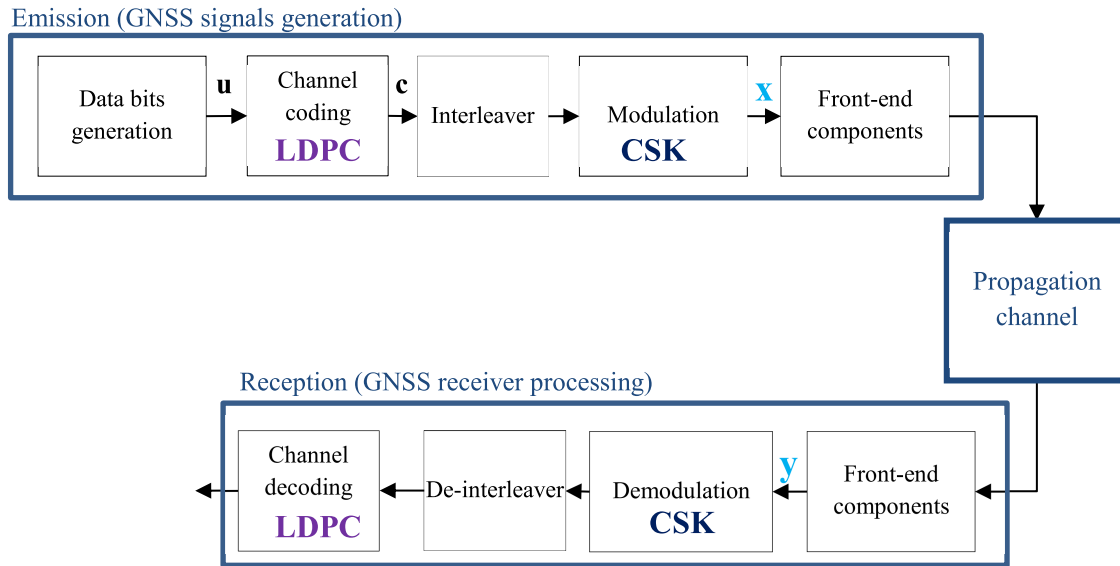 Emission (GNSS signals generation)
Data bits
generation
u
Channel
coding
LDPC
c
Interleaver
Modulation
CSK
x
Front-end
components
Propagation
channel
Reception (GNSS receiver processing)
Channel
decoding
LDPC
De-interleaver
Demodulation
CSK
y
Front-end
components